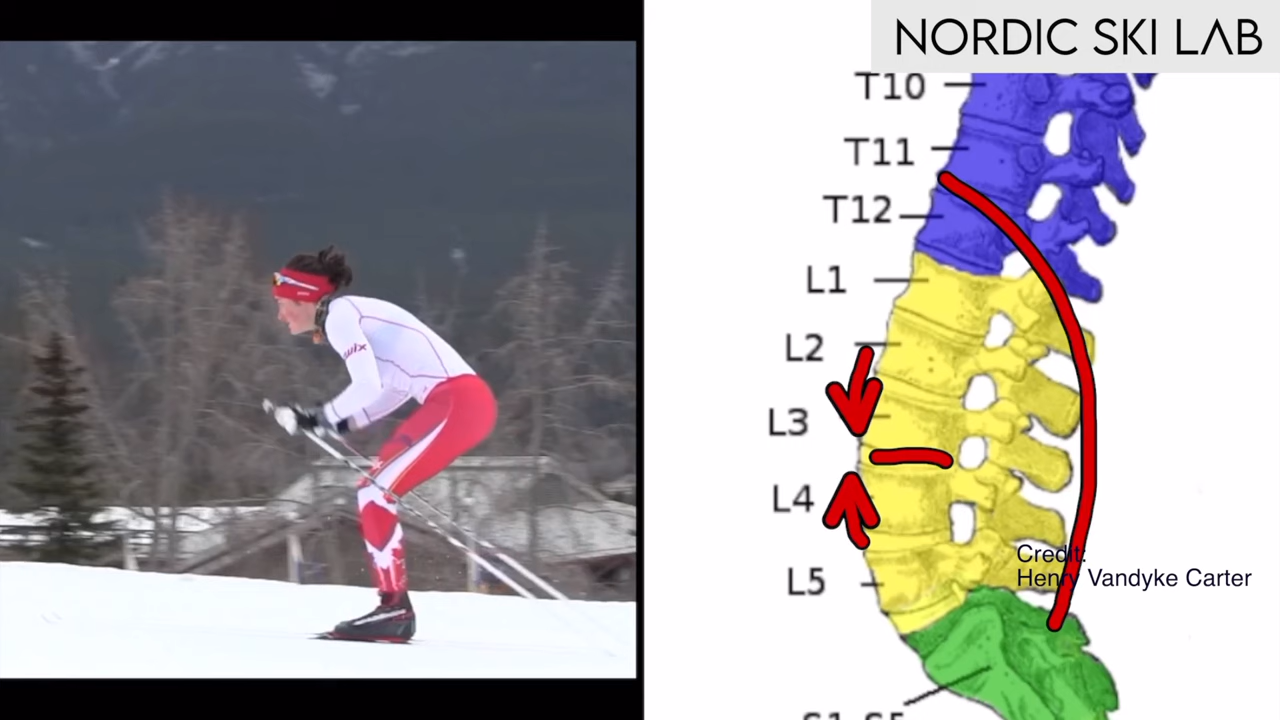 NORDIC SKI LAB
T10
T11
T12
L1
L2
L3
L4
L5
Credit:
Henry Vandyke Carter
swix